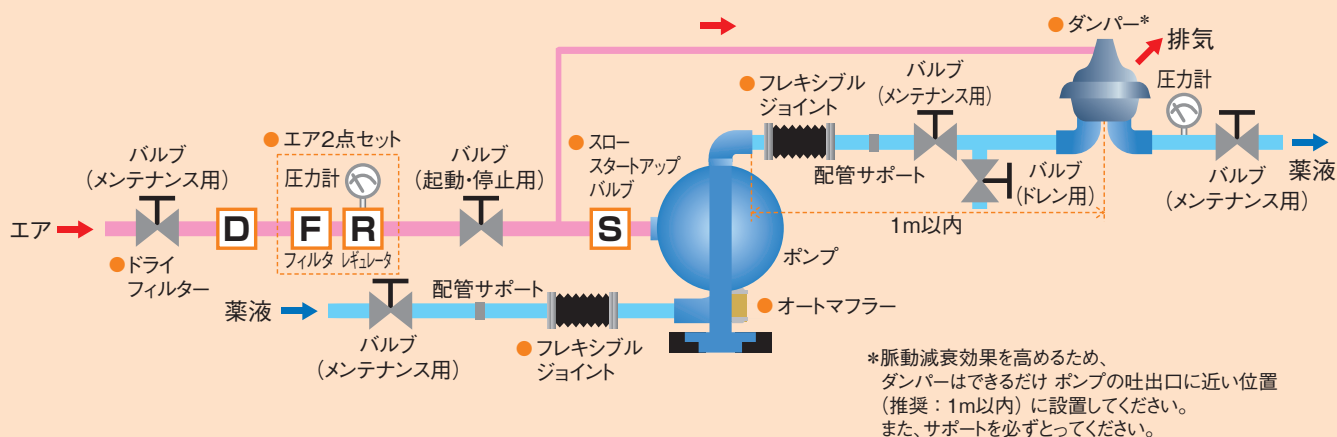 ● ダンパー*
排気
圧力計
バルブ
(メンテナンス用)
● フレキシブル
ジョイント
● エア2点セット
圧力計
バルブ
(メンテナンス用)
バルブ
(起動・停止用)
● スロー
スタートアップ
バルブ
配管サポート
バルブ
(ドレン用)
バルブ
(メンテナンス用)
薬液
1m以内
エア
D
F
R
S
● ドライ
フィルター
フィルタ
レギュレータ
ポンプ
薬液
配管サポート
● オートマフラー
バルブ
(メンテナンス用)
● フレキシブル
ジョイント
*脈動減衰効果を高めるため、
ダンパーはできるだけ ポンプの吐出口に近い位置
(推奨:1m以内)に設置してください。
また、サポートを必ずとってください。